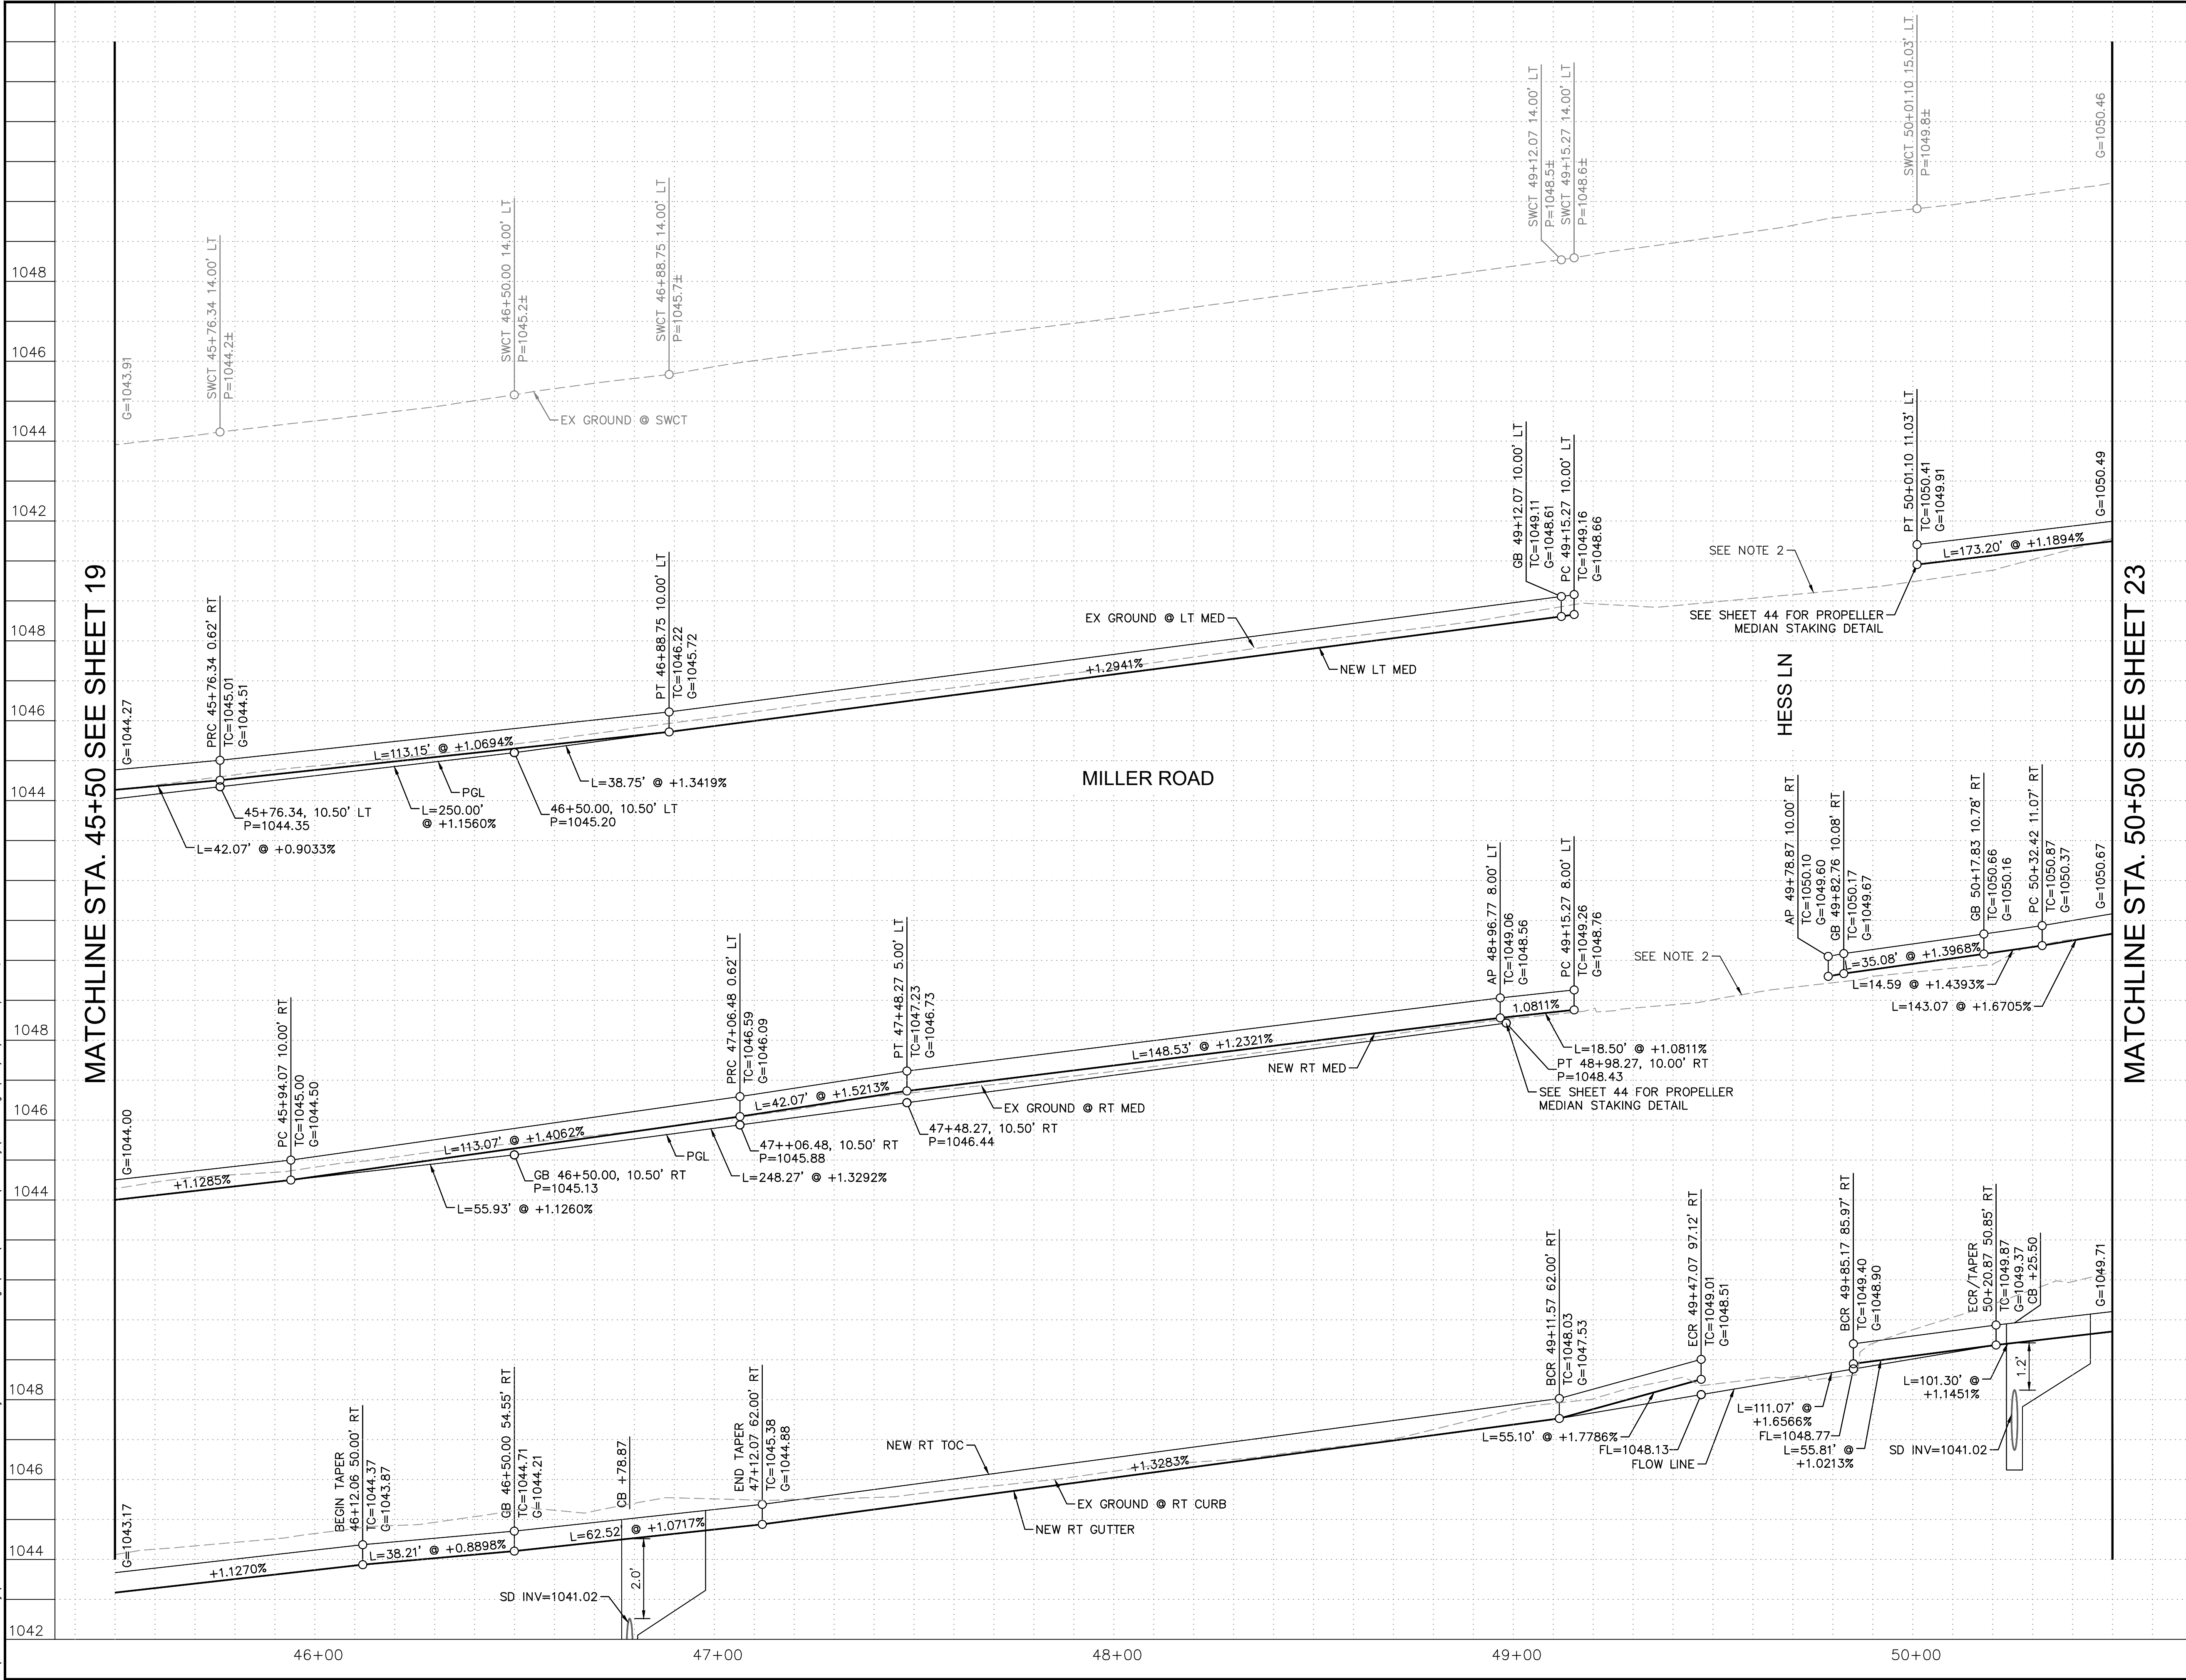 MATCHLINE STA. 45+50 SEE SHEET 19
MATCHLINE STA. 50+50 SEE SHEET 23
1048
1046
1044
1042
G=1043.91
SWCT 45+76.34 14.00' LT
P=1044.2±
SWCT 46+50.00 14.00' LT
P=1045.2±
EX GROUND @ SWCT
SWCT 46+88.75 14.00' LT
P=1045.7±
SWCT 49+12.07 14.00' LT
P=1048.5±
SWCT 49+15.27 14.00' LT
P=1048.6±
SWCT 50+01.10 15.03' LT
P=1049.8±
G=1050.46
1048
1046
1044
G=1044.27
PRC 45+76.34 0.62' RT
TC=1045.01
G=1044.51
L=42.07' @ +0.9033%
45+76.34, 10.50' LT
P=1044.35
L=113.15' @ +1.0694%
PGL
L=250.00'
@ +1.1560%
46+50.00, 10.50' LT
P=1045.20
L=38.75' @ +1.3419%
PT 46+88.75 10.00' LT
TC=1046.22
G=1045.72
+1.2941%
EX GROUND @ LT MED
NEW LT MED
GB 49+12.07 10.00' LT
TC=1049.11
G=1048.61
PC 49+15.27 10.00' LT
TC=1049.16
G=1048.66
SEE NOTE 2
SEE SHEET 44 FOR PROPELLER
MEDIAN STAKING DETAIL
PT 50+01.10 11.03' LT
TC=1050.41
G=1049.91
L=173.20' @ +1.1894%
G=1050.49
HESS LN
MILLER ROAD
1048
1046
1044
G=1044.00
+1.1285%
PC 45+94.07 10.00' RT
TC=1045.00
G=1044.50
L=113.07' @ +1.4062%
L=55.93' @ +1.1260%
GB 46+50.00, 10.50' RT
P=1045.13
PGL
L=248.27' @ +1.3292%
PRC 47+06.48 0.62' LT
TC=1046.59
G=1046.09
47++06.48, 10.50' RT
P=1045.88
L=42.07' @ +1.5213%
PT 47+48.27 5.00' LT
TC=1047.23
G=1046.73
47+48.27, 10.50' RT
P=1046.44
EX GROUND @ RT MED
L=148.53' @ +1.2321%
NEW RT MED
AP 48+96.77 8.00' LT
TC=1049.06
G=1048.56
1.0811%
PC 49+15.27 8.00' LT
TC=1049.26
G=1048.76
L=18.50' @ +1.0811%
PT 48+98.27, 10.00' RT
P=1048.43
SEE SHEET 44 FOR PROPELLER
MEDIAN STAKING DETAIL
SEE NOTE 2
AP 49+78.87 10.00' RT
TC=1050.10
G=1049.60
GB 49+82.76 10.08' RT
TC=1050.17
G=1049.67
L=35.08' @ +1.3968%
GB 50+17.83 10.78' RT
TC=1050.66
G=1050.16
L=14.59 @ +1.4393%
PC 50+32.42 11.07' RT
TC=1050.87
G=1050.37
L=143.07 @ +1.6705%
G=1050.67
1048
1046
1044
1042
G=1043.17
+1.1270%
BEGIN TAPER
46+12.06 50.00' RT
TC=1044.37
G=1043.87
L=38.21' @ +0.8898%
GB 46+50.00 54.55' RT
TC=1044.71
G=1044.21
L=62.52' @ +1.0717%
CB +78.87
2.0'
SD INV=1041.02
END TAPER
47+12.07 62.00' RT
TC=1045.38
G=1044.88
NEW RT TOC
+1.3283%
EX GROUND @ RT CURB
NEW RT GUTTER
BCR 49+11.57 62.00' RT
TC=1048.03
G=1047.53
L=55.10' @ +1.7786%
ECR 49+47.07 97.12' RT
TC=1049.01
G=1048.51
FL=1048.13
FLOW LINE
L=111.07' @
+1.6566%
FL=1048.77
BCR 49+85.17 85.97' RT
TC=1049.40
G=1048.90
L=55.81' @
+1.0213%
ECR/TAPER
50+20.87 50.85' RT
TC=1049.87
G=1049.37
CB +25.50
L=101.30' @
+1.1451%
1.2'
SD INV=1041.02
G=1049.71
46+00
47+00
48+00
49+00
50+00